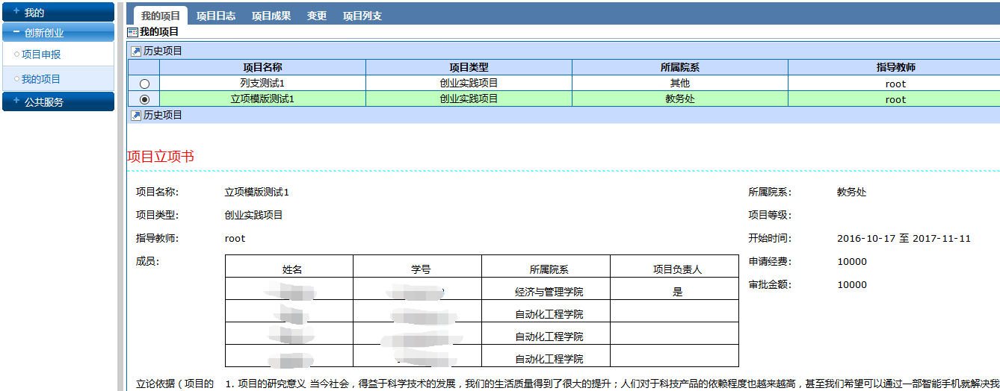 我的
创新创业
项目申报
我的项目
公共服务
我的项目 项目日志 项目成果 变更 项目列支
我的项目
历史项目
项目名称 项目类型 所属院系 指导教师
列支测试1 创业实践项目 其他 root
立项模版测试1 创业实践项目 教务处 root
历史项目
项目立项书
项目名称: 立项模版测试1 所属院系: 教务处
项目类型: 创业实践项目 项目等级:
指导教师: root 开始时间: 2016-10-17 至 2017-11-11
成员: 申请经费: 10000
审批金额: 10000
姓名 学号 所属院系 项目负责人
经济与管理学院 是
自动化工程学院
自动化工程学院
自动化工程学院
立论依据（项目的 1. 项目的研究意义 当今社会，得益于科学技术的发展，我们的生活质量得到了很大的提升；人们对于科技产品的依赖程度也越来越高，甚至我们希望可以通过一部智能手机就解决我